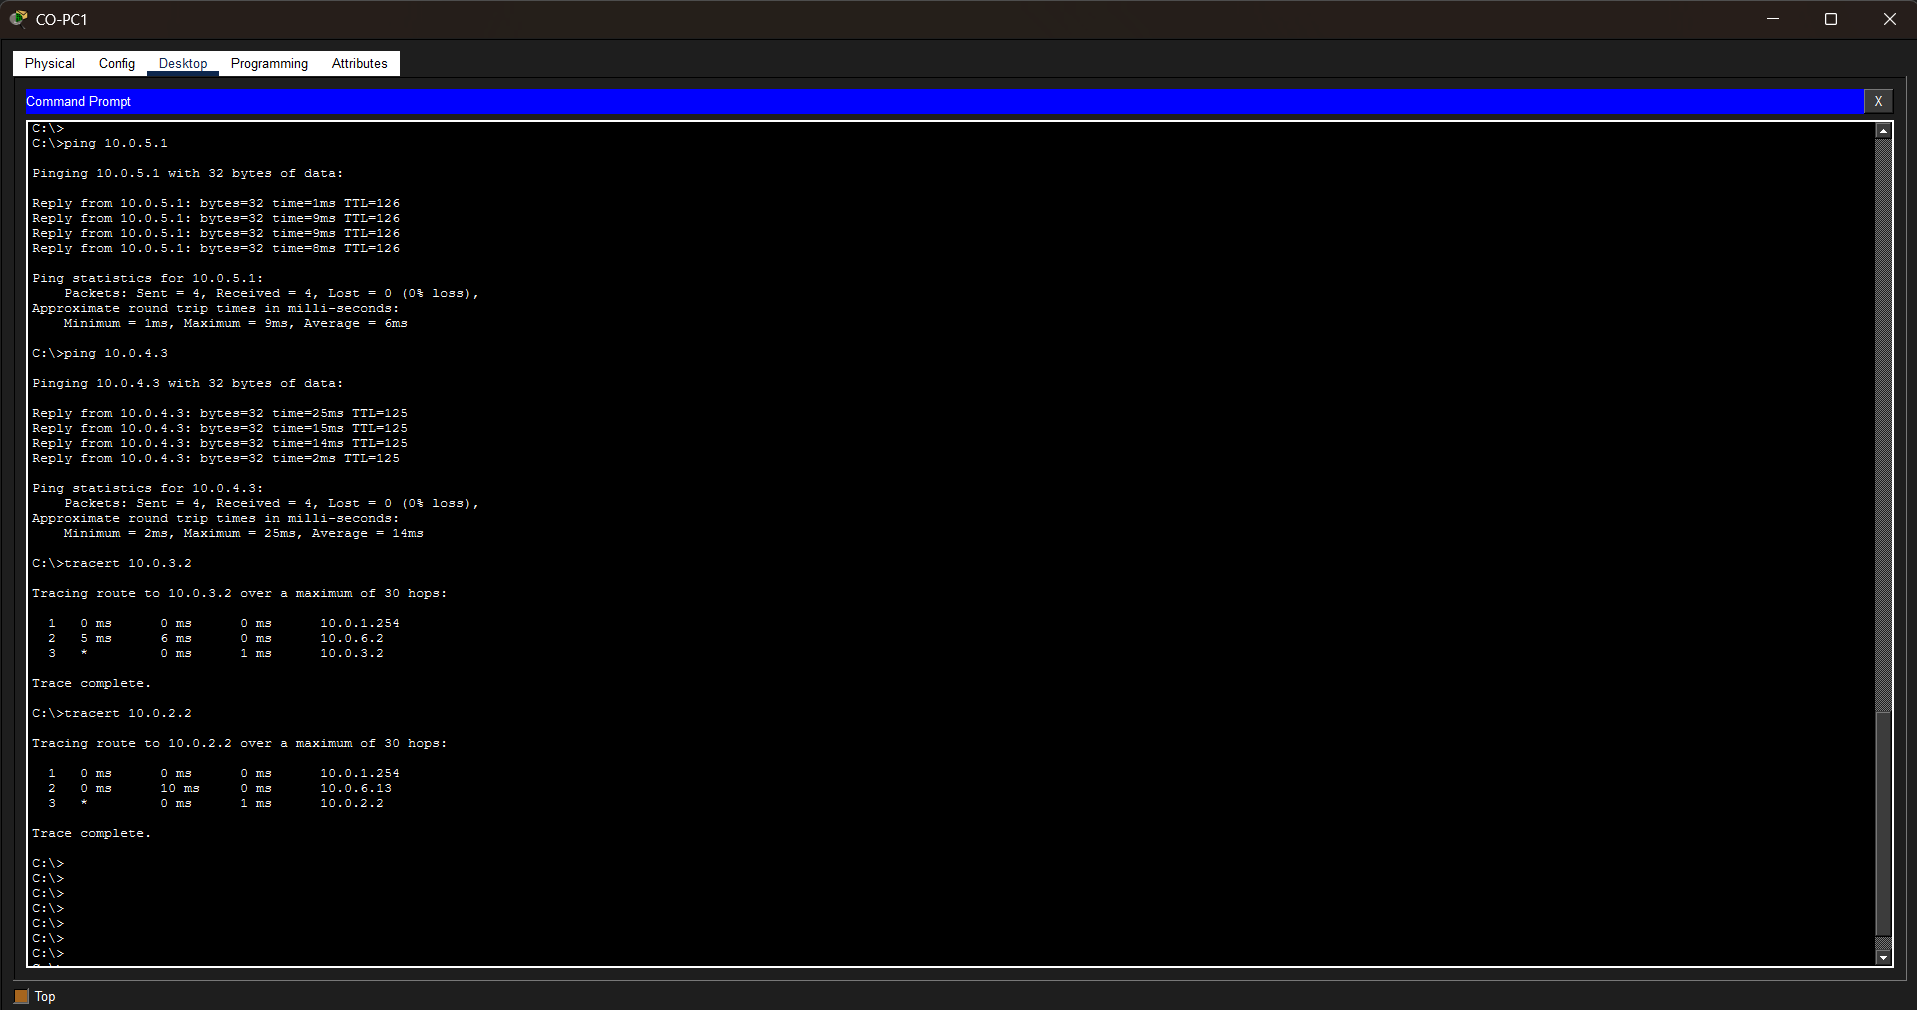 CO-PC1
Physical Config Desktop Programming Attributes
Command Prompt X
C:\>
C:\>ping 10.0.5.1
Pinging 10.0.5.1 with 32 bytes of data:
Reply from 10.0.5.1: bytes=32 time=1ms TTL=126
Reply from 10.0.5.1: bytes=32 time=9ms TTL=126
Reply from 10.0.5.1: bytes=32 time=9ms TTL=126
Reply from 10.0.5.1: bytes=32 time=8ms TTL=126
Ping statistics for 10.0.5.1:
Packets: Sent = 4, Received = 4, Lost = 0 (0% loss),
Approximate round trip times in milli-seconds:
Minimum = 1ms, Maximum = 9ms, Average = 6ms
C:\>ping 10.0.4.3
Pinging 10.0.4.3 with 32 bytes of data:
Reply from 10.0.4.3: bytes=32 time=25ms TTL=125
Reply from 10.0.4.3: bytes=32 time=15ms TTL=125
Reply from 10.0.4.3: bytes=32 time=14ms TTL=125
Reply from 10.0.4.3: bytes=32 time=2ms TTL=125
Ping statistics for 10.0.4.3:
Packets: Sent = 4, Received = 4, Lost = 0 (0% loss),
Approximate round trip times in milli-seconds:
Minimum = 2ms, Maximum = 25ms, Average = 14ms
C:\>tracert 10.0.3.2
Tracing route to 10.0.3.2 over a maximum of 30 hops:
1 0 ms 0 ms 0 ms 10.0.1.254
2 5 ms 6 ms 0 ms 10.0.6.2
3 * 0 ms 1 ms 10.0.3.2
Trace complete.
C:\>tracert 10.0.2.2
Tracing route to 10.0.2.2 over a maximum of 30 hops:
1 0 ms 0 ms 0 ms 10.0.1.254
2 0 ms 10 ms 0 ms 10.0.6.13
3 * 0 ms 1 ms 10.0.2.2
Trace complete.
C:\>
C:\>
C:\>
C:\>
C:\>
C:\>
C:\>
Top